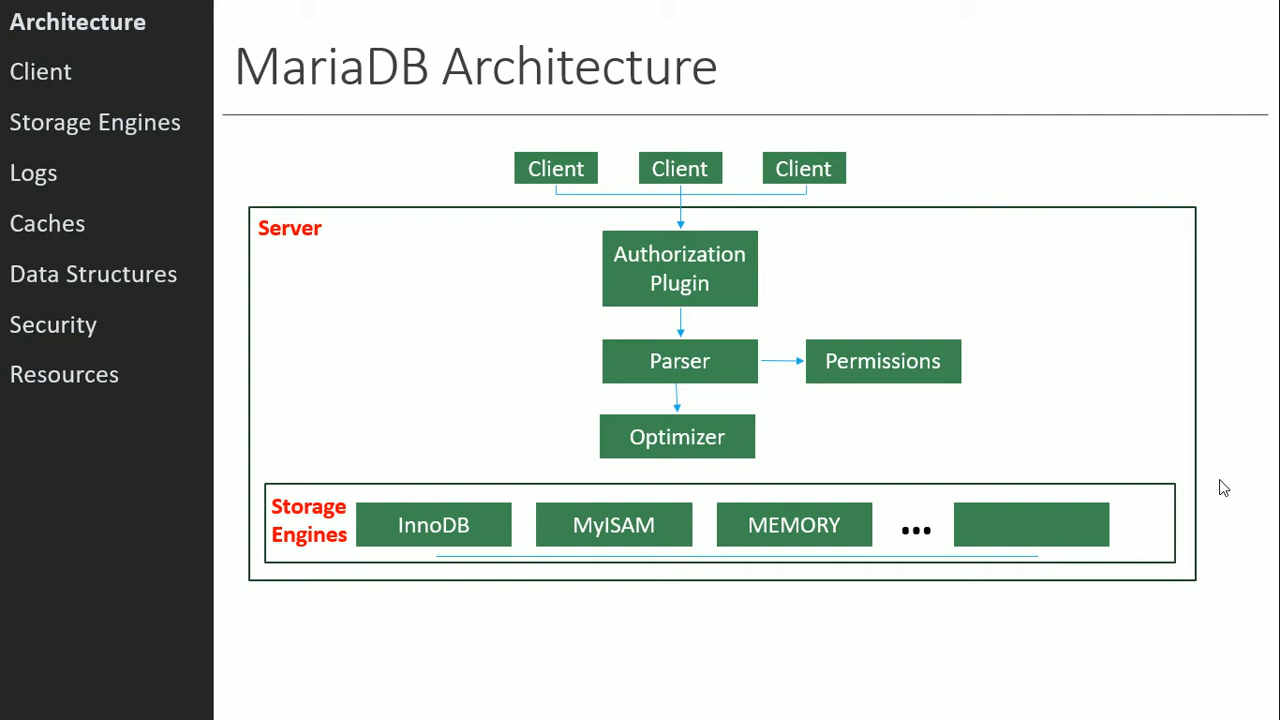 Architecture
Client
Storage Engines
Logs
Caches
Data Structures
Security
Resources
MariaDB Architecture
Client Client Client
Server
Authorization
Plugin
Parser
Permissions
Optimizer
Storage
Engines
InnoDB
MyISAM
MEMORY
...